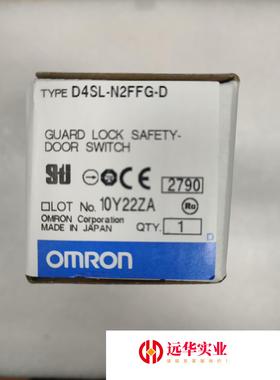 TYPE D4SL-N2FFG-D
GUARD LOCK SAFETY-
DOOR SWITCH
2790
LOT No. 10Y22ZA
OMRON Corporation
MADE IN JAPAN
QTY. 1
D
OMRON
远华实业